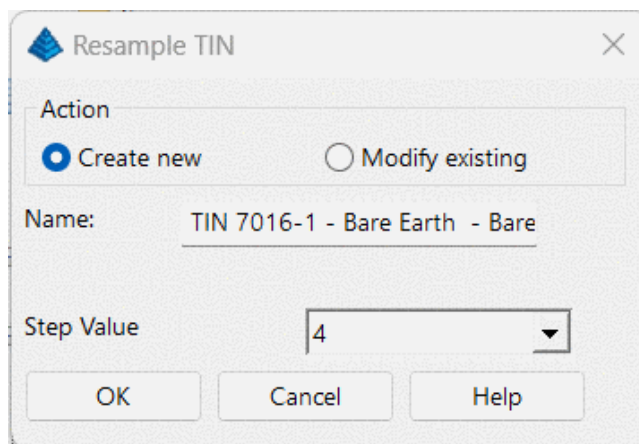 Resample TIN
Action
Create new Modify existing
Name: TIN 7016-1 - Bare Earth - Bare
Step Value 4
OK Cancel Help